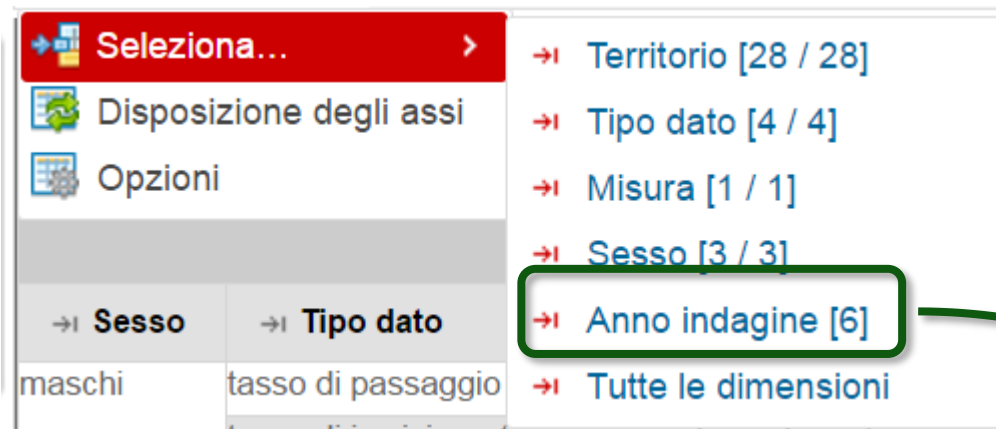 Seleziona...
Disposizione degli assi
Opzioni
Sesso
Tipo dato
maschi
tasso di passaggio
Territorio [28 / 28]
Tipo dato [4 / 4]
Misura [1 / 1]
Sesso [3 / 3]
Anno indagine [6]
Tutte le dimensioni